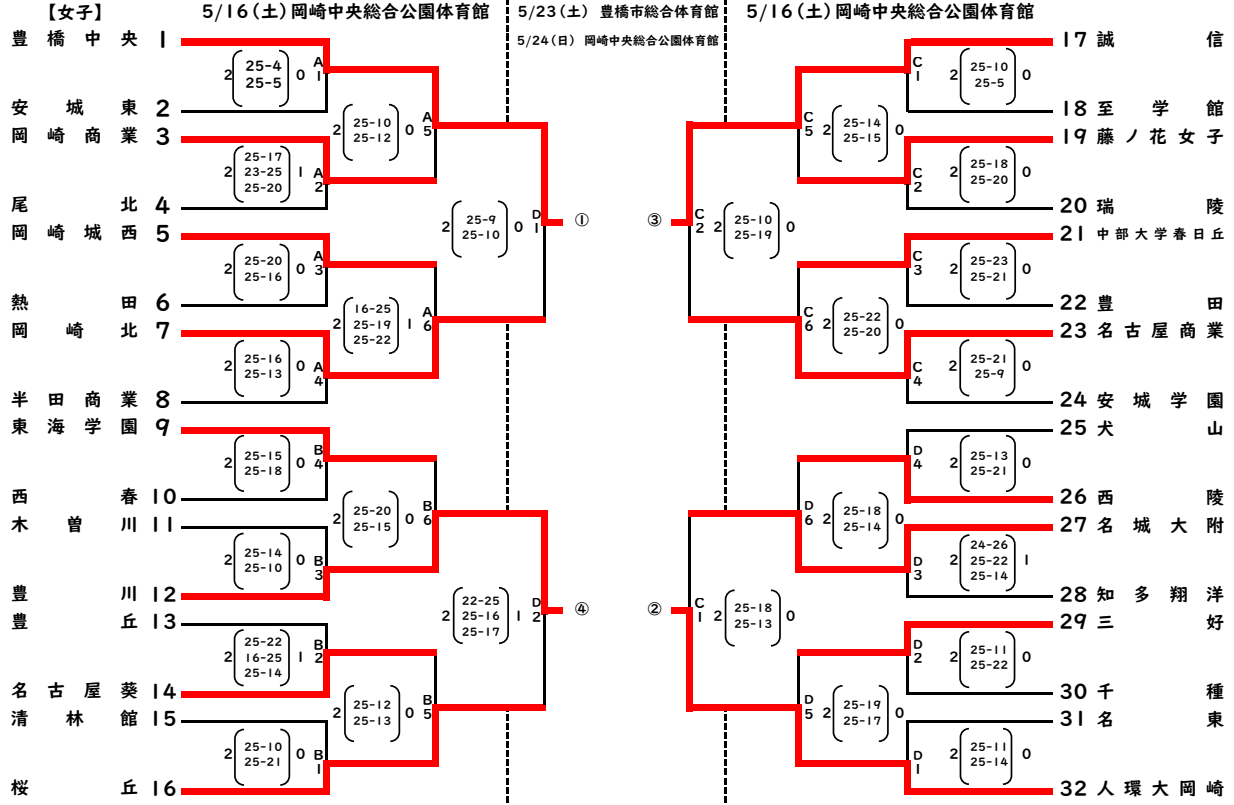 【女子】
5/16(土)岡崎中央総合公園体育館
5/23(土) 豊橋市総合体育館
5/24(日) 岡崎中央総合公園体育館
5/16(土)岡崎中央総合公園体育館
豊橋中央 1
2 25-4 0 A1
25-5
安城東 2
2 25-10 0 A5
25-12
岡崎商業 3
2 25-17 1 A2
23-25
25-20
尾北 4
2 25-9 0 D1
25-10
①
岡崎城西 5
2 25-20 0 A3
25-16
熱田 6
2 16-25 1 A6
25-19
25-22
岡崎北 7
2 25-16 0 A4
25-13
半田商業 8
東海学園 9
2 25-15 0 B4
25-18
西春 10
2 25-20 0 B6
25-15
木曽川 11
2 25-14 0 B3
25-10
豊川 12
2 22-25 1 D2
25-16
25-17
④
豊丘 13
2 25-22 1 B2
16-25
25-14
名古屋葵 14
2 25-12 0 B5
25-13
清林館 15
2 25-10 0 B1
25-21
桜丘 16
17 誠信
C1 2 25-10 0
25-5
18 至学館
C5 2 25-14 0
25-15
19 藤ノ花女子
C2 2 25-18 0
25-20
20 瑞陵
③
C2 2 25-10 0
25-19
21 中部大学春日丘
C3 2 25-23 0
25-21
22 豊田
C6 2 25-22 0
25-20
23 名古屋商業
C4 2 25-21 0
25-9
24 安城学園
25 犬山
D4 2 25-13 0
25-21
26 西陵
D6 2 25-18 0
25-14
27 名城大附
D3 2 24-26 1
25-22
25-14
28 知多翔洋
②
C1 2 25-18 0
25-13
29 三好
D2 2 25-11 0
25-22
30 千種
D5 2 25-19 0
25-17
31 名東
D1 2 25-11 0
25-14
32 人環大岡崎